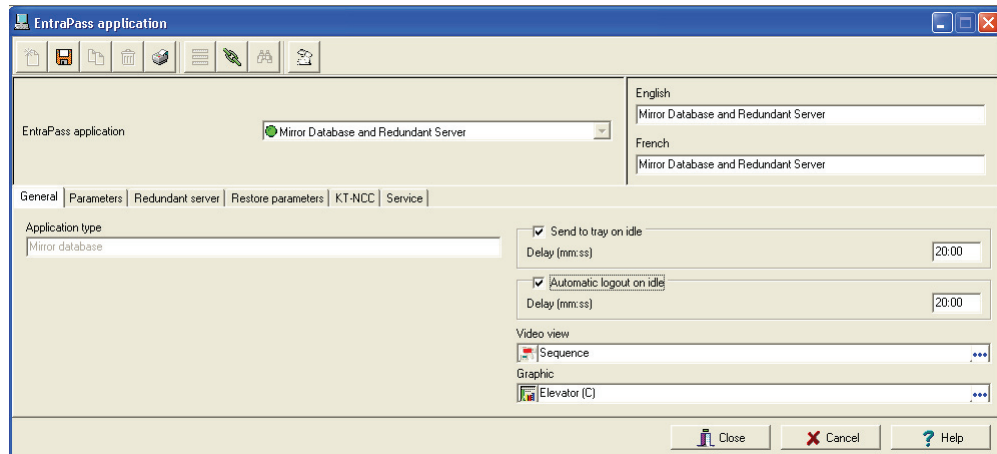 EntraPass application
English
Mirror Database and Redundant Server
EntraPass application
Mirror Database and Redundant Server
French
Mirror Database and Redundant Server
General Parameters Redundant server Restore parameters KT-NCC Service
Application type
Mirror database
Send to tray on idle
Delay (mm:ss) 20:00
Automatic logout on idle
Delay (mm:ss) 20:00
Video view
Sequence
Graphic
Elevator (C)
Close Cancel Help